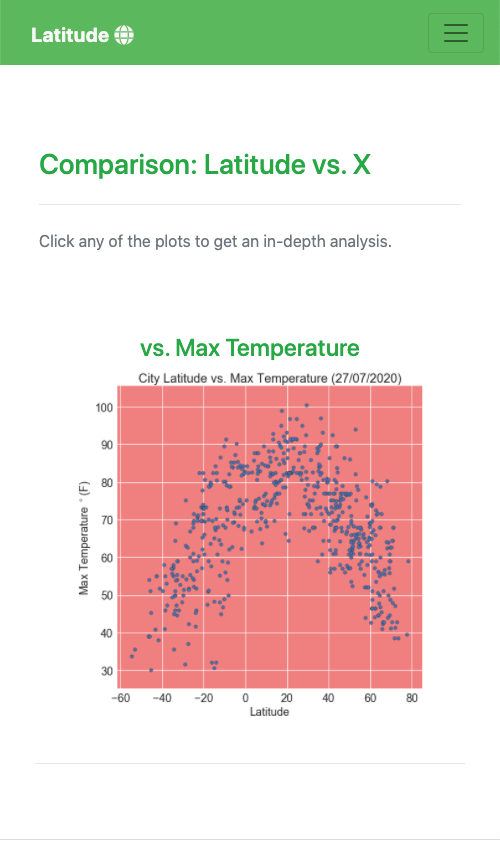 Latitude
Comparison: Latitude vs. X
Click any of the plots to get an in-depth analysis.
vs. Max Temperature
City Latitude vs. Max Temperature (27/07/2020)
100
90
80
70
60
50
40
30
Max Temperature ° (F)
−60 −40 −20 0 20 40 60 80
Latitude